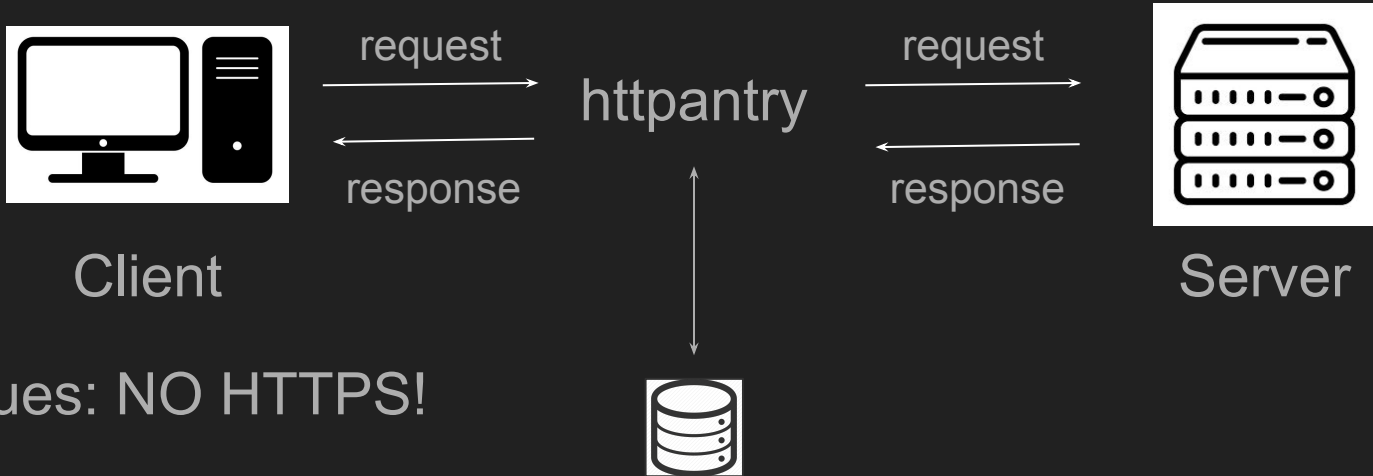 request
request
httpantry
response
response
Client
Server
ues: NO HTTPS!